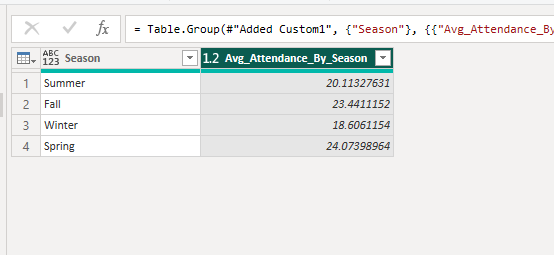 = Table.Group(#"Added Custom1", {"Season"}, {{"Avg_Attendance_By
ABC 123 Season 1.2 Avg_Attendance_By_Season
1 Summer 20.11327631
2 Fall 23.4411152
3 Winter 18.6061154
4 Spring 24.07398964